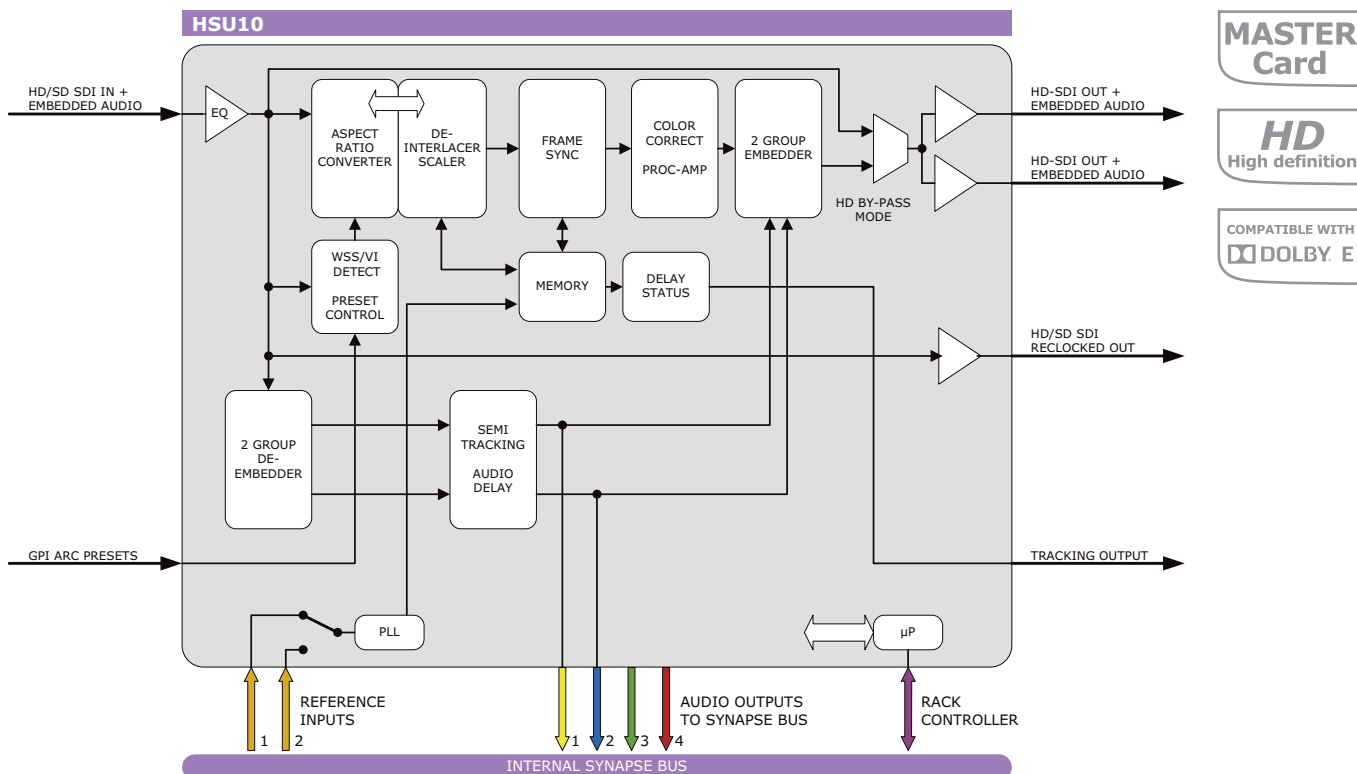 HSU10
MASTER
Card
HD/SD SDI IN +
EMBEDDED AUDIO
EQ
ASPECT
RATIO
CONVERTER
DE-
INTERLACER
SCALER
FRAME
SYNC
COLOR
CORRECT
PROC-AMP
2 GROUP
EMBEDDER
HD BY-PASS
MODE
HD-SDI OUT +
EMBEDDED AUDIO
HD-SDI OUT +
EMBEDDED AUDIO
HD
High definition
COMPATIBLE WITH
DOLBY E
WSS/VI
DETECT
PRESET
CONTROL
MEMORY
DELAY
STATUS
HD/SD SDI
RECLOCKED OUT
2 GROUP
DE-
EMBEDDER
SEMI
TRACKING
AUDIO
DELAY
GPI ARC PRESETS
TRACKING OUTPUT
PLL
µP
REFERENCE
INPUTS
1 2
AUDIO OUTPUTS
TO SYNAPSE BUS
1 2 3 4
RACK
CONTROLLER
INTERNAL SYNAPSE BUS